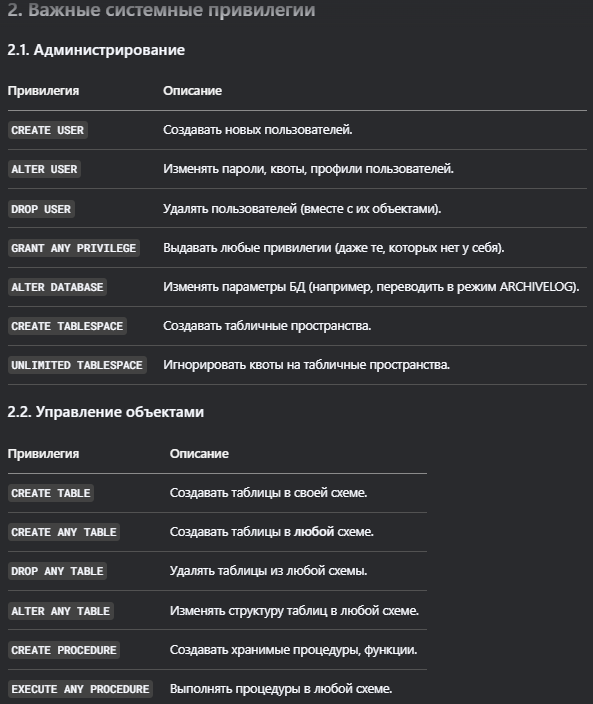 2. Важные системные привилегии
2.1. Администрирование
Привилегия Описание
CREATE USER Создавать новых пользователей.
ALTER USER Изменять пароли, квоты, профили пользователей.
DROP USER Удалять пользователей (вместе с их объектами).
GRANT ANY PRIVILEGE Выдавать любые привилегии (даже те, которых нет у себя).
ALTER DATABASE Изменять параметры БД (например, переводить в режим ARCHIVELOG).
CREATE TABLESPACE Создавать табличные пространства.
UNLIMITED TABLESPACE Игнорировать квоты на табличные пространства.
2.2. Управление объектами
Привилегия Описание
CREATE TABLE Создавать таблицы в своей схеме.
CREATE ANY TABLE Создавать таблицы в любой схеме.
DROP ANY TABLE Удалять таблицы из любой схемы.
ALTER ANY TABLE Изменять структуру таблиц в любой схеме.
CREATE PROCEDURE Создавать хранимые процедуры, функции.
EXECUTE ANY PROCEDURE Выполнять процедуры в любой схеме.